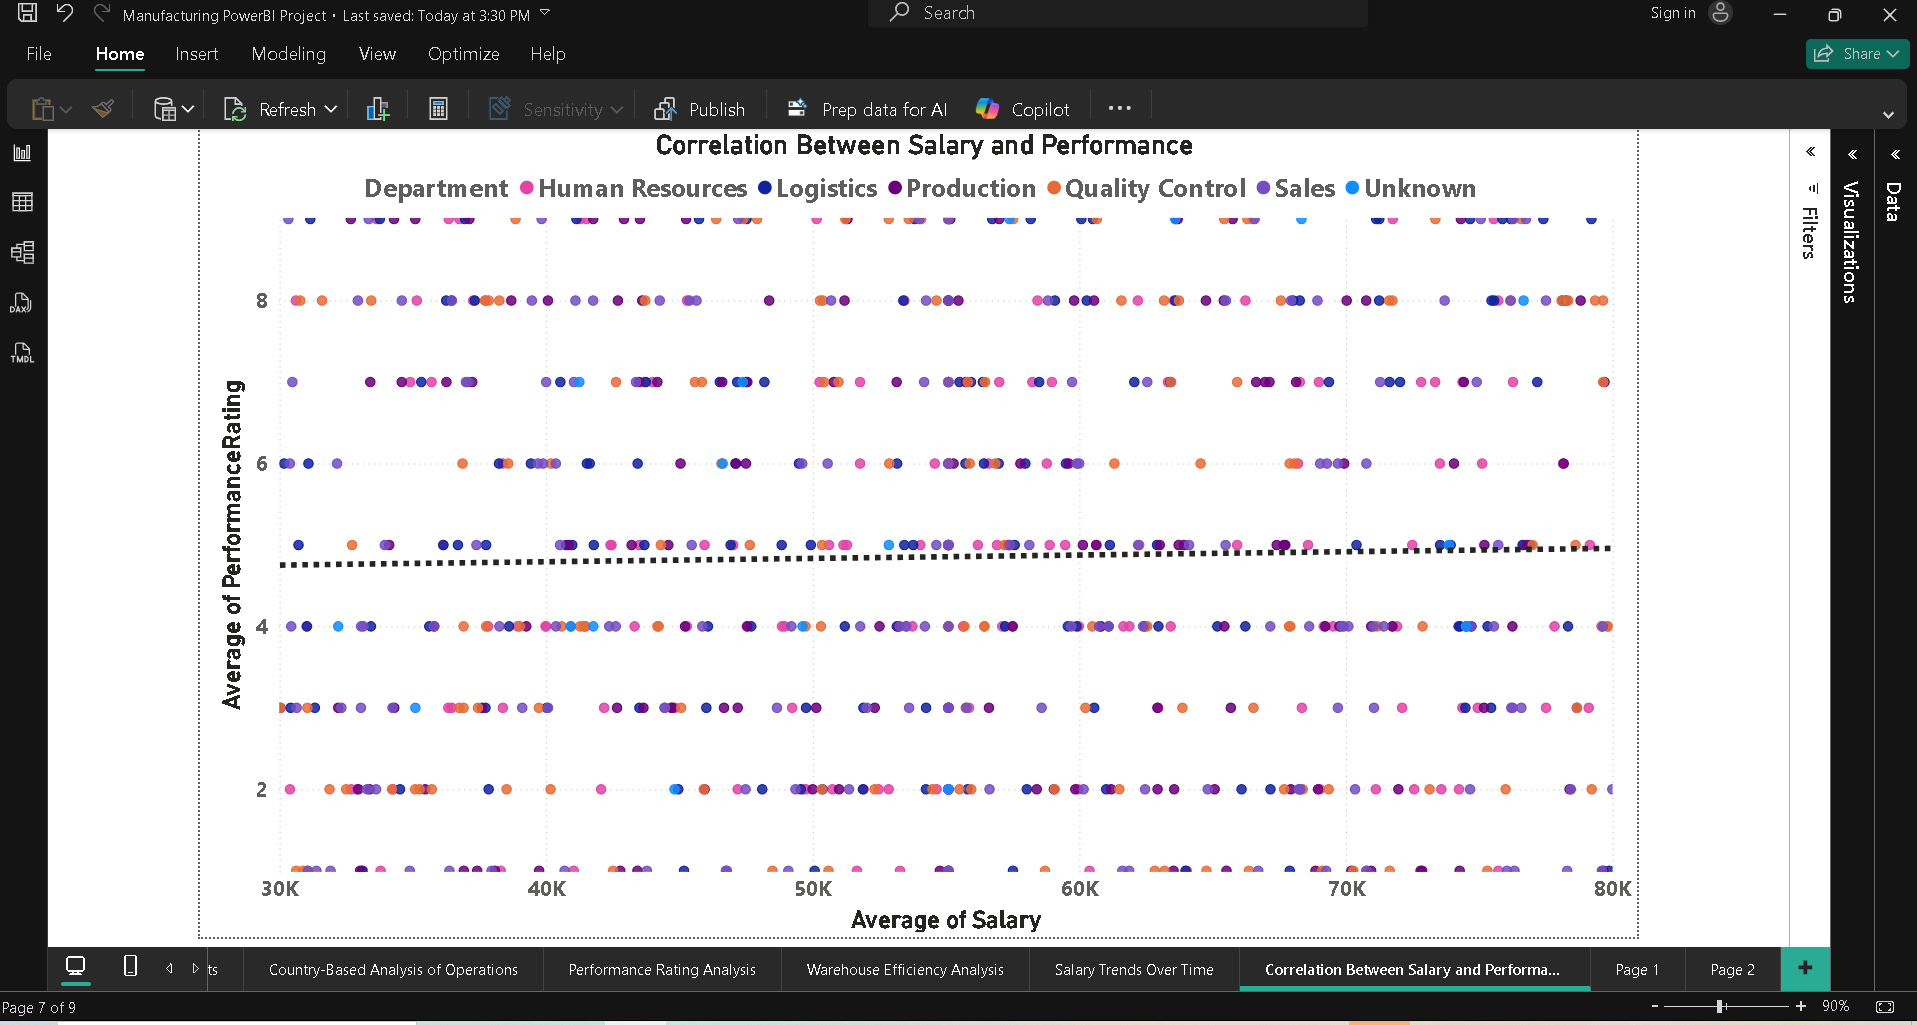 Manufacturing PowerBI Project • Last saved: Today at 3:30 PM
Search
Sign in
File Home Insert Modeling View Optimize Help
Share
Refresh
Sensitivity
Publish
Prep data for AI
Copilot
DAX
TMDL
Correlation Between Salary and Performance
Department Human Resources Logistics Production Quality Control Sales Unknown
Average of PerformanceRating
8
6
4
2
30K 40K 50K 60K 70K 80K
Average of Salary
Filters
Visualizations
Data
ts
Country-Based Analysis of Operations
Performance Rating Analysis
Warehouse Efficiency Analysis
Salary Trends Over Time
Correlation Between Salary and Performa...
Page 1
Page 2
Page 7 of 9
- + 90%